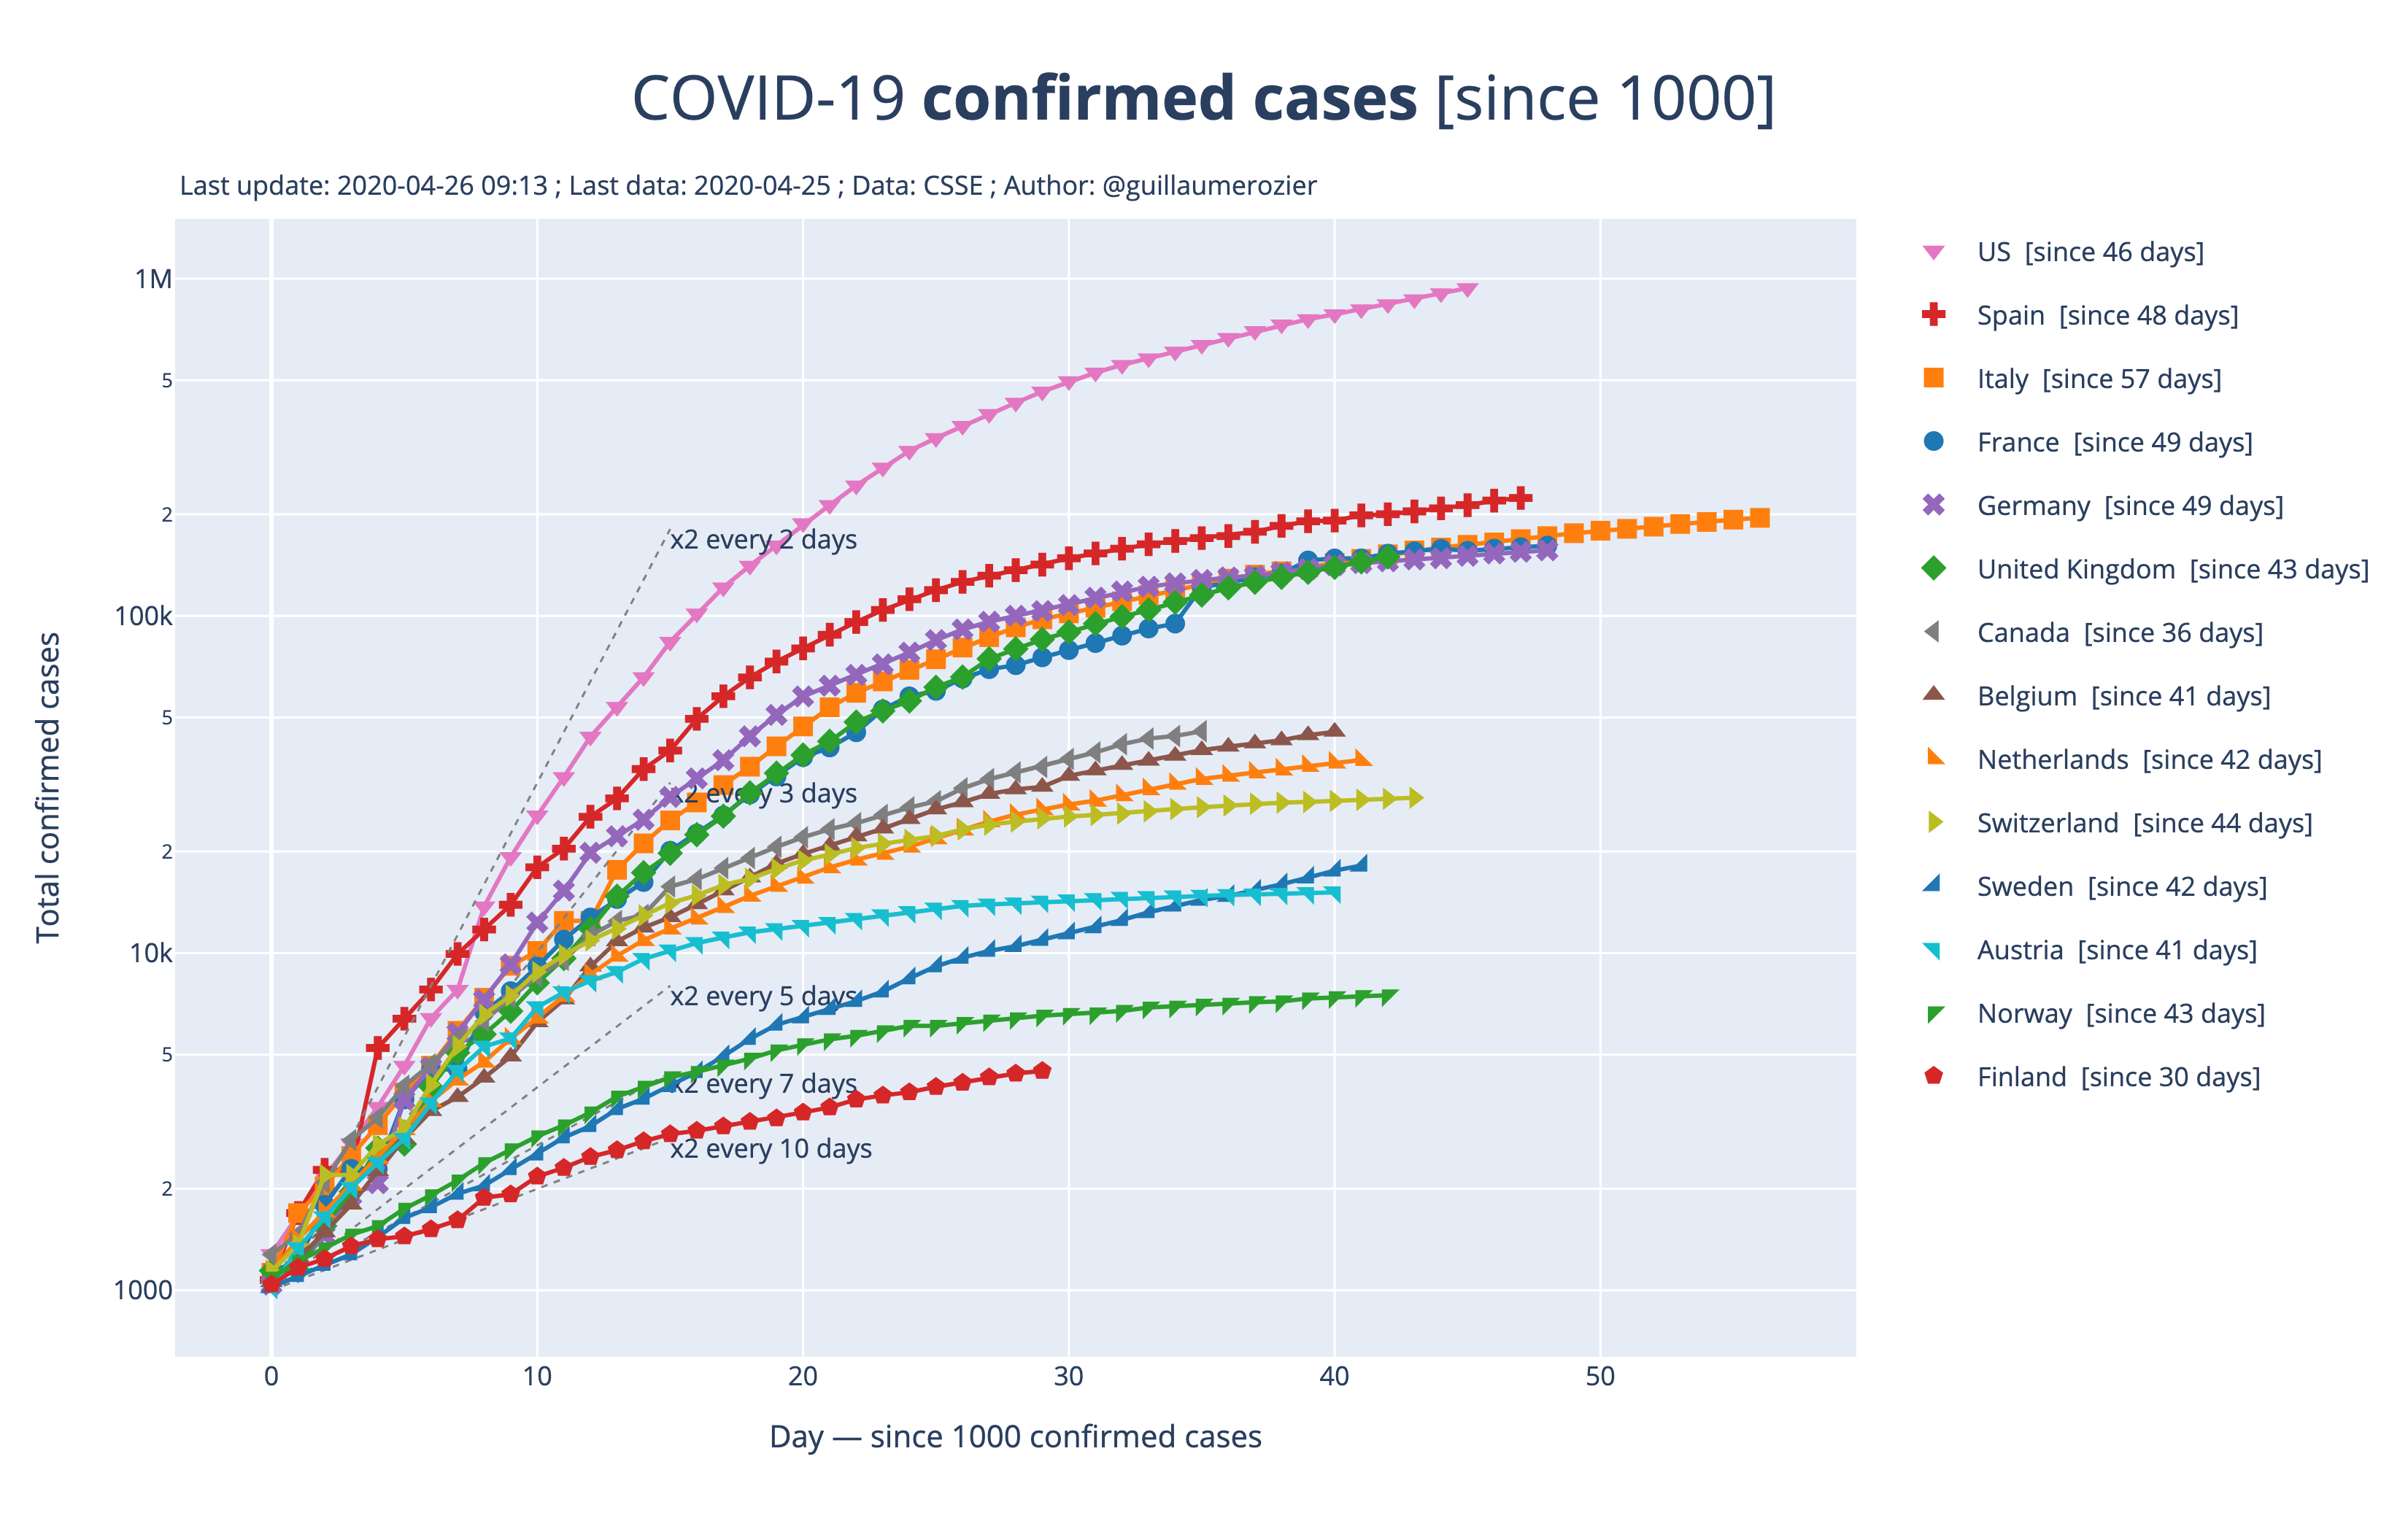 COVID-19 confirmed cases [since 1000]
Last update: 2020-04-26 09:13 ; Last data: 2020-04-25 ; Data: CSSE ; Author: @guillaumerozier
1M
5
2
100k
5
2
10k
5
2
1000
Total confirmed cases
x2 every 2 days
x2 every 3 days
x2 every 5 days
x2 every 7 days
x2 every 10 days
0 10 20 30 40 50
Day — since 1000 confirmed cases
US [since 46 days]
Spain [since 48 days]
Italy [since 57 days]
France [since 49 days]
Germany [since 49 days]
United Kingdom [since 43 days]
Canada [since 36 days]
Belgium [since 41 days]
Netherlands [since 42 days]
Switzerland [since 44 days]
Sweden [since 42 days]
Austria [since 41 days]
Norway [since 43 days]
Finland [since 30 days]